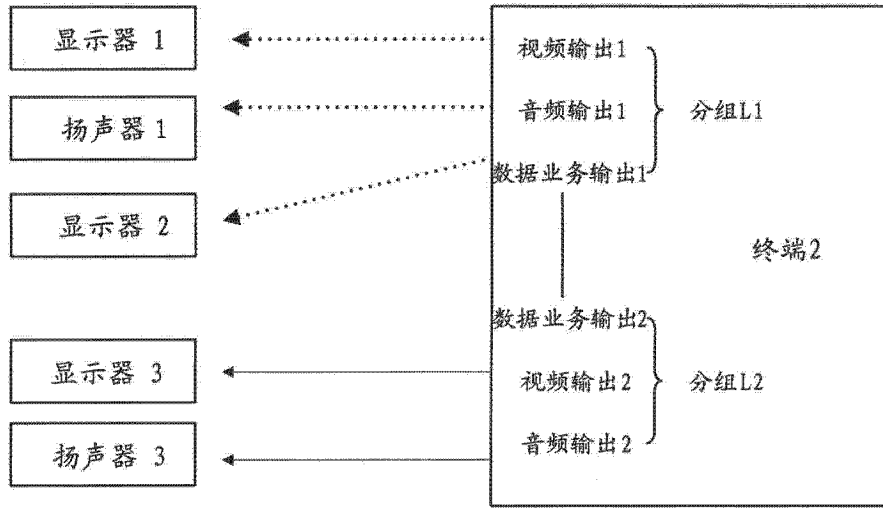 显示器 1
扬声器 1
显示器 2
显示器 3
扬声器 3
视频输出1
音频输出1
数据业务输出1
分组L1
终端2
数据业务输出2
视频输出2
音频输出2
分组L2